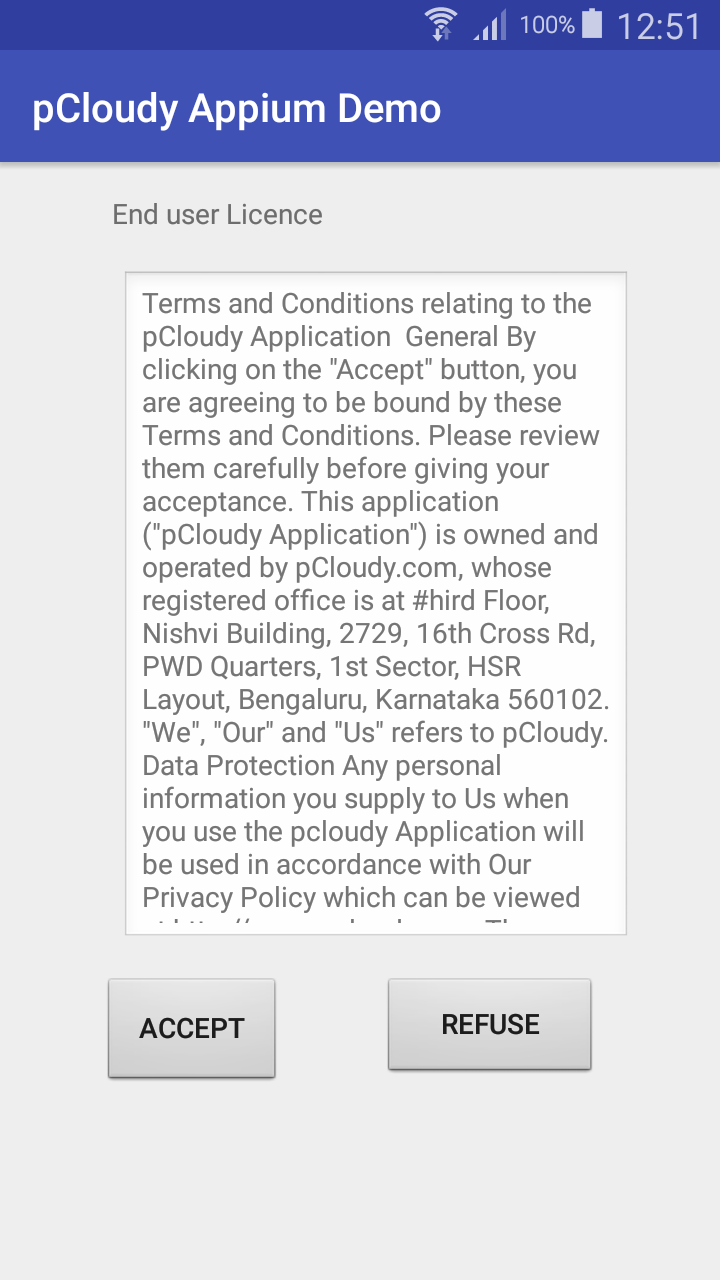 100% 12:51
pCloudy Appium Demo
End user Licence
Terms and Conditions relating to the
pCloudy Application  General By
clicking on the "Accept" button, you
are agreeing to be bound by these
Terms and Conditions. Please review
them carefully before giving your
acceptance. This application
("pCloudy Application") is owned and
operated by pCloudy.com, whose
registered office is at #hird Floor,
Nishvi Building, 2729, 16th Cross Rd,
PWD Quarters, 1st Sector, HSR
Layout, Bengaluru, Karnataka 560102.
"We", "Our" and "Us" refers to pCloudy.
Data Protection Any personal
information you supply to Us when
you use the pcloudy Application will
be used in accordance with Our
Privacy Policy which can be viewed
ACCEPT
REFUSE